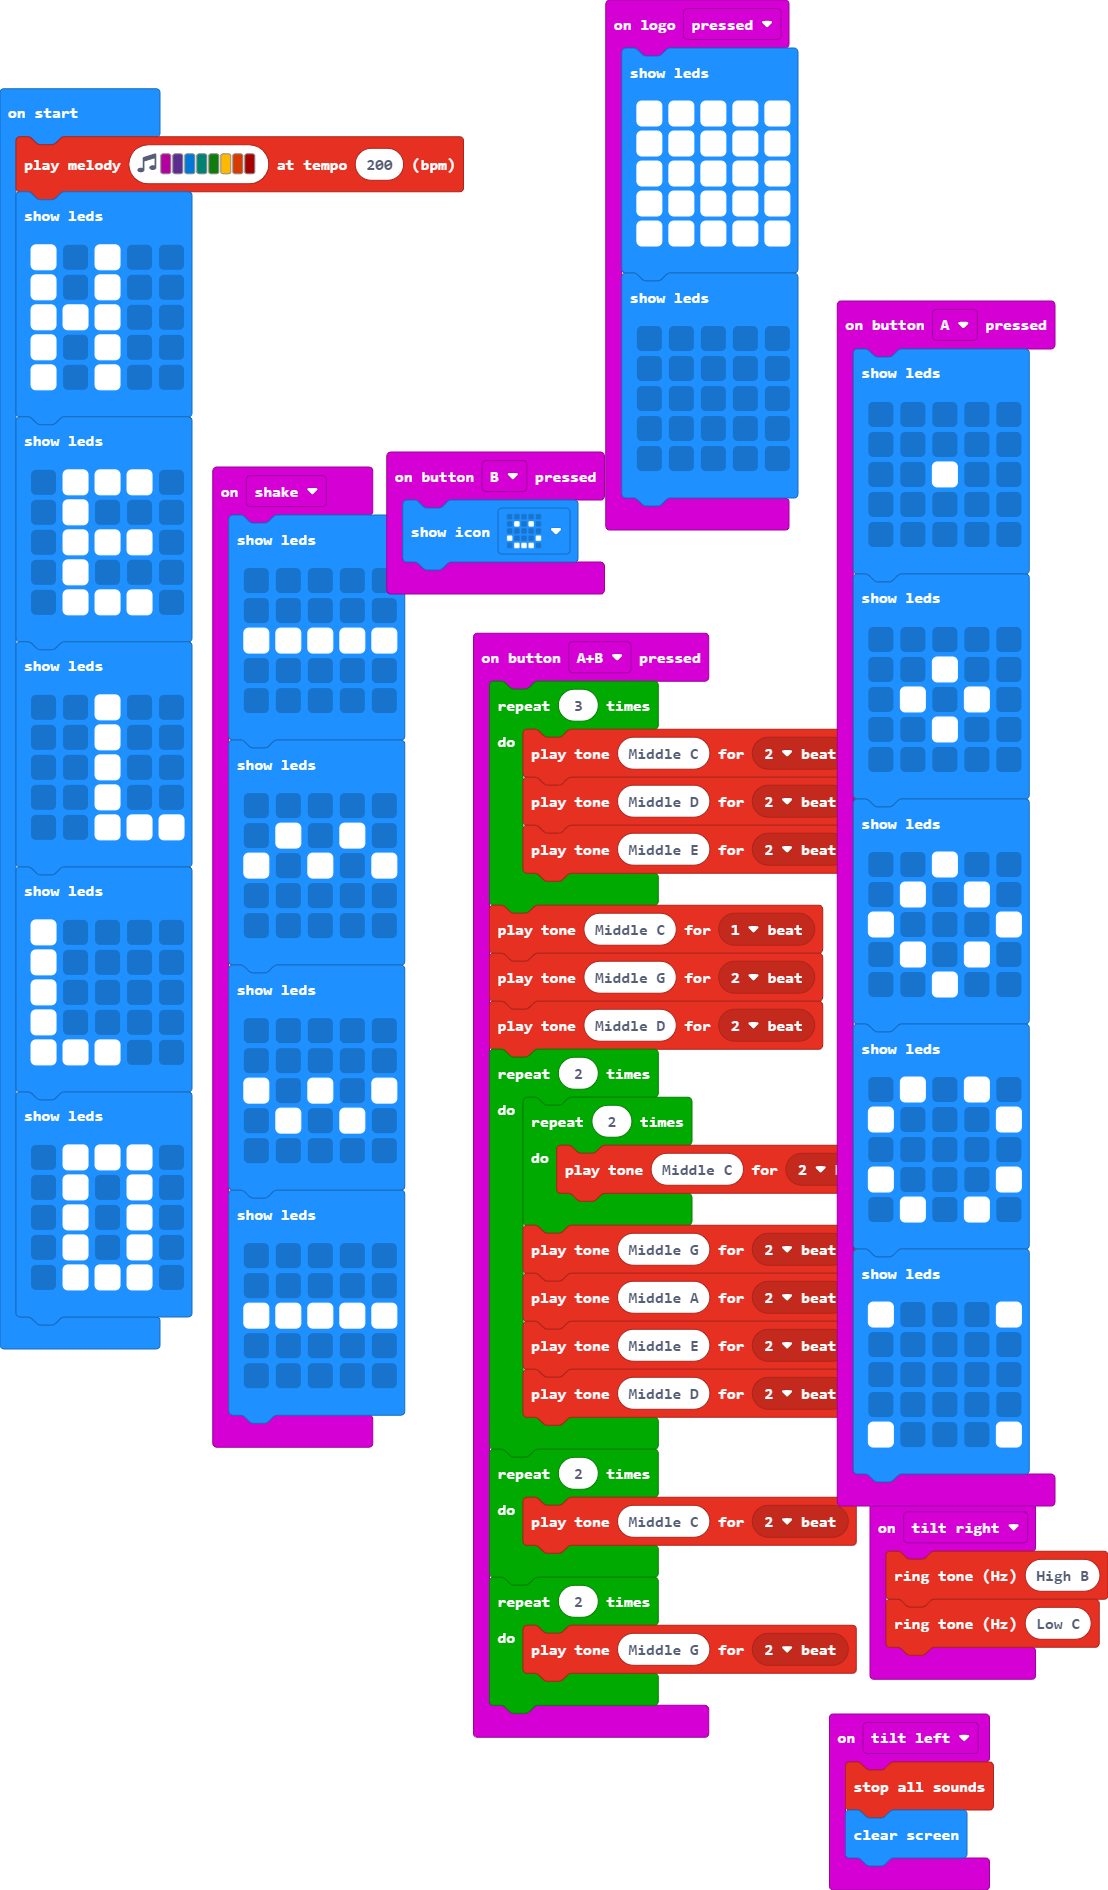 on start
play melody at tempo 200 (bpm)
show leds
show leds
show leds
show leds
show leds
on shake
show leds
show leds
show leds
show leds
on button B pressed
show icon
on logo pressed
show leds
show leds
on button A+B pressed
repeat 3 times
do
play tone Middle C for 2 beat
play tone Middle D for 2 beat
play tone Middle E for 2 beat
play tone Middle C for 1 beat
play tone Middle G for 2 beat
play tone Middle D for 2 beat
repeat 2 times
do
repeat 2 times
do
play tone Middle C for 2
play tone Middle G for 2 beat
play tone Middle A for 2 beat
play tone Middle E for 2 beat
play tone Middle D for 2 beat
repeat 2 times
do
play tone Middle C for 2 beat
repeat 2 times
do
play tone Middle G for 2 beat
on button A pressed
show leds
show leds
show leds
show leds
show leds
on tilt right
ring tone (Hz) High B
ring tone (Hz) Low C
on tilt left
stop all sounds
clear screen